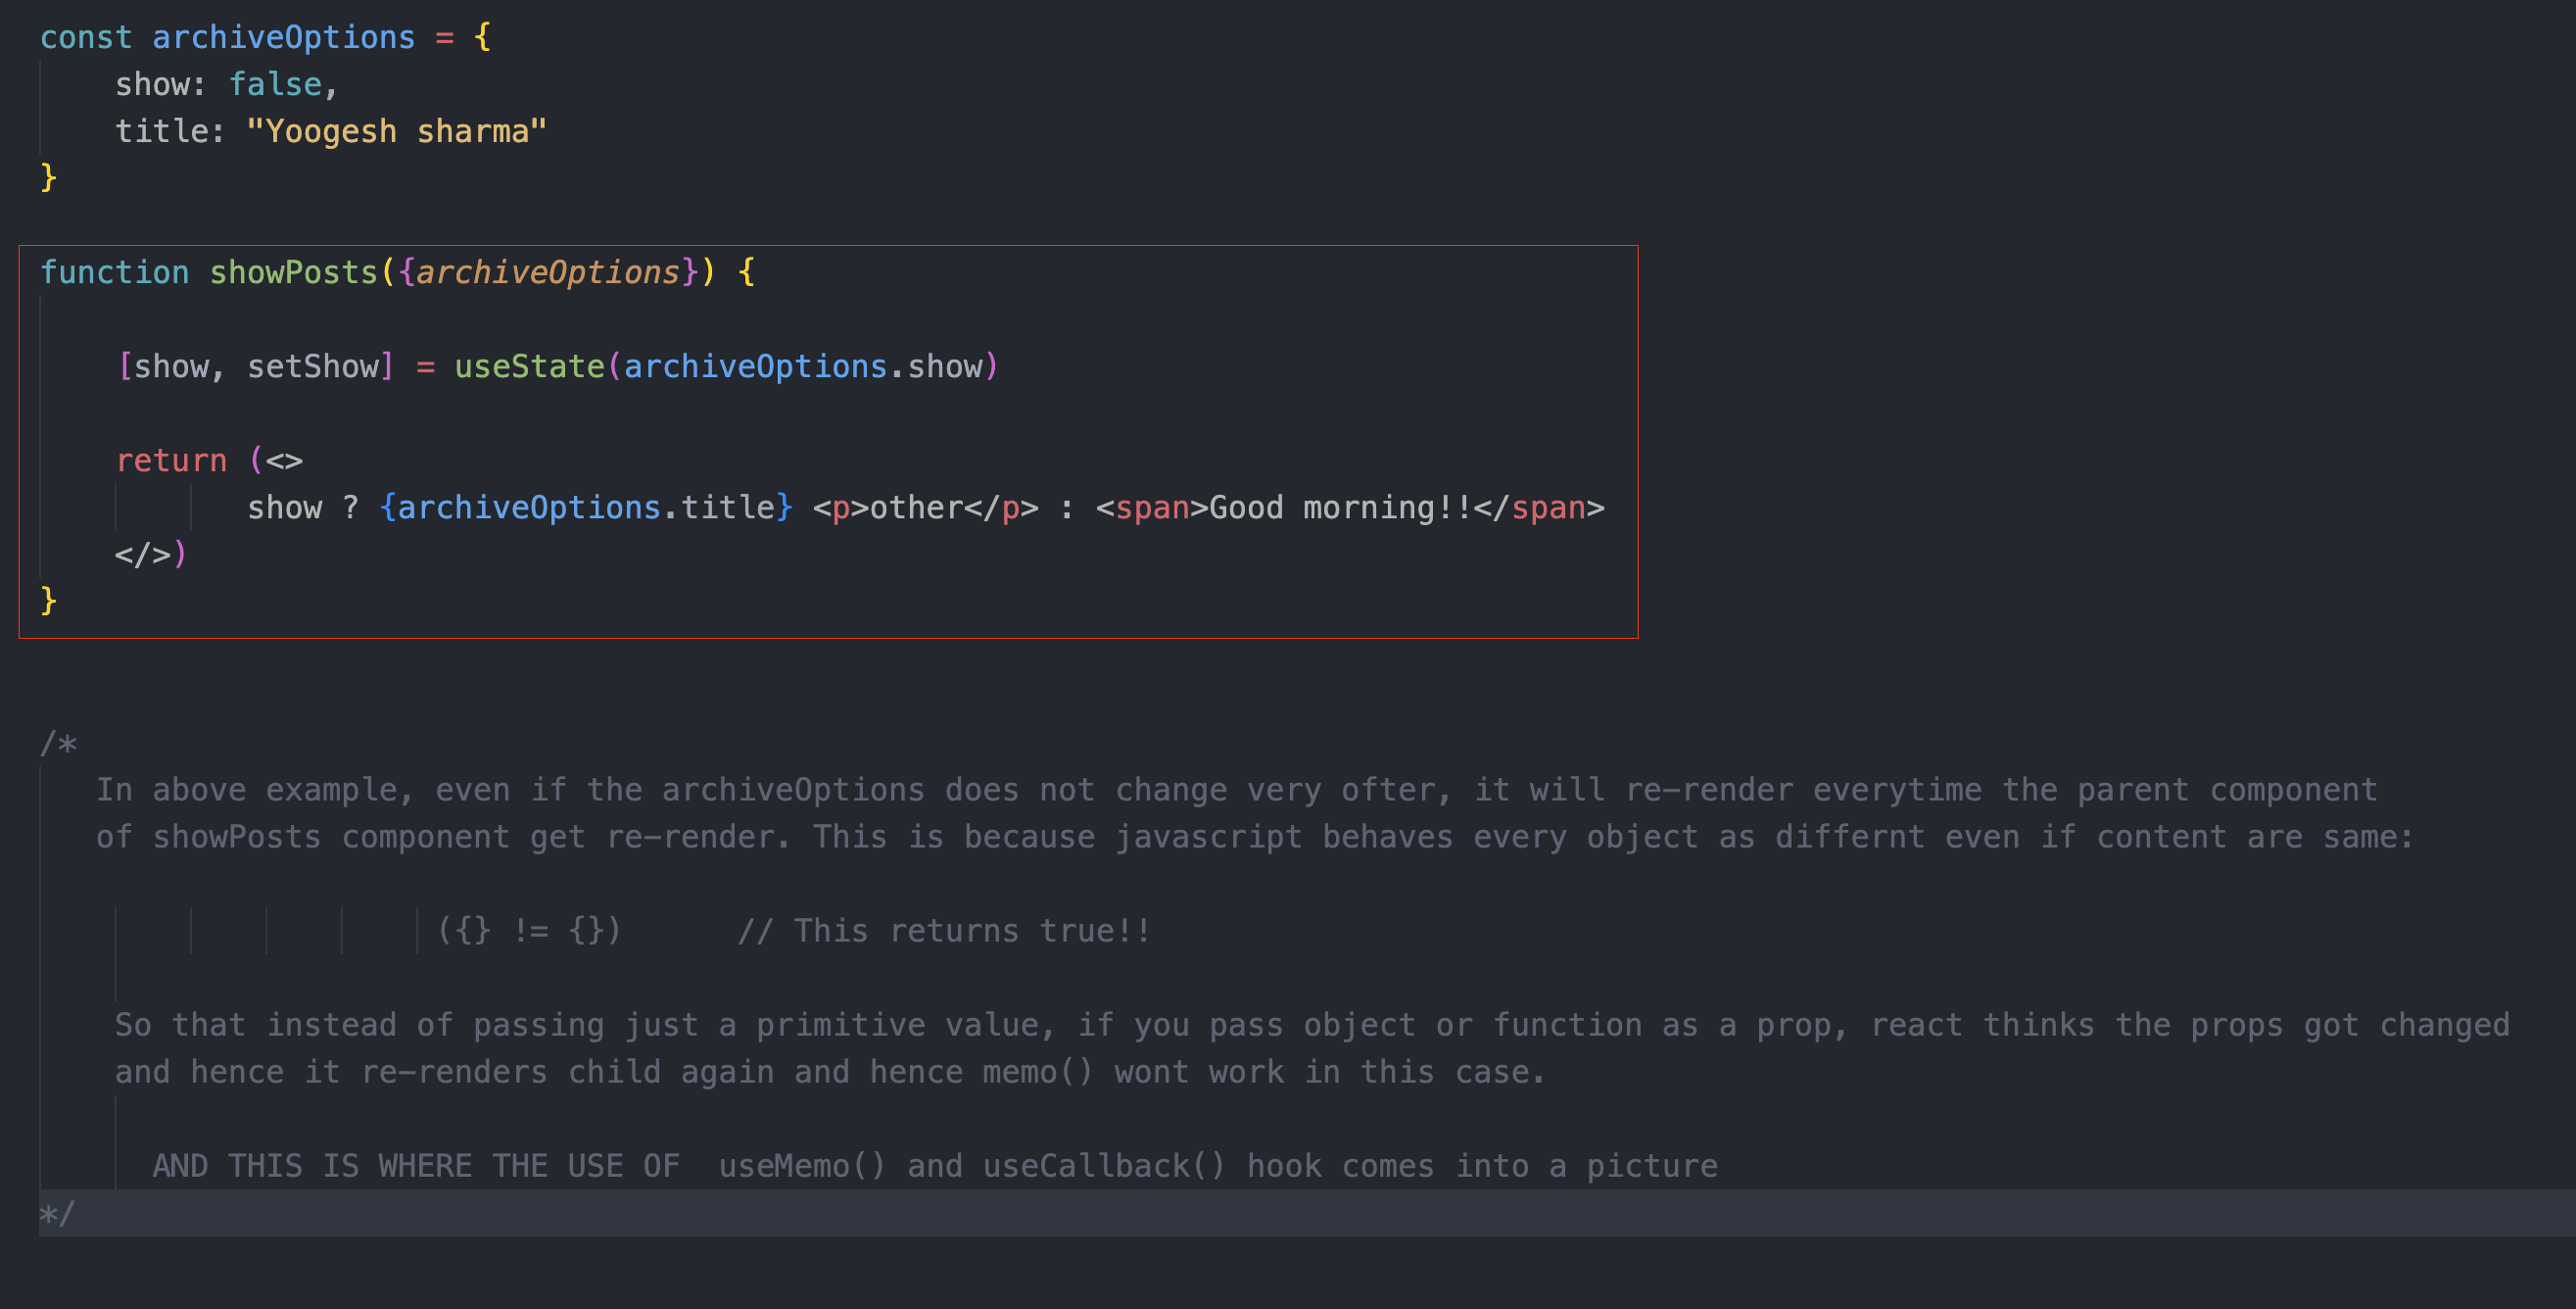 const archiveOptions = {
show: false,
title: "Yoogesh sharma"
}
function showPosts({archiveOptions}) {
[show, setShow] = useState(archiveOptions.show)
return (<>
show ? {archiveOptions.title} <p>other</p> : <span>Good morning!!</span>
</>)
}
/*
In above example, even if the archiveOptions does not change very ofter, it will re-render everytime the parent component
of showPosts component get re-render. This is because javascript behaves every object as differnt even if content are same:
({} != {}) // This returns true!!
So that instead of passing just a primitive value, if you pass object or function as a prop, react thinks the props got changed
and hence it re-renders child again and hence memo() wont work in this case.
AND THIS IS WHERE THE USE OF useMemo() and useCallback() hook comes into a picture
*/